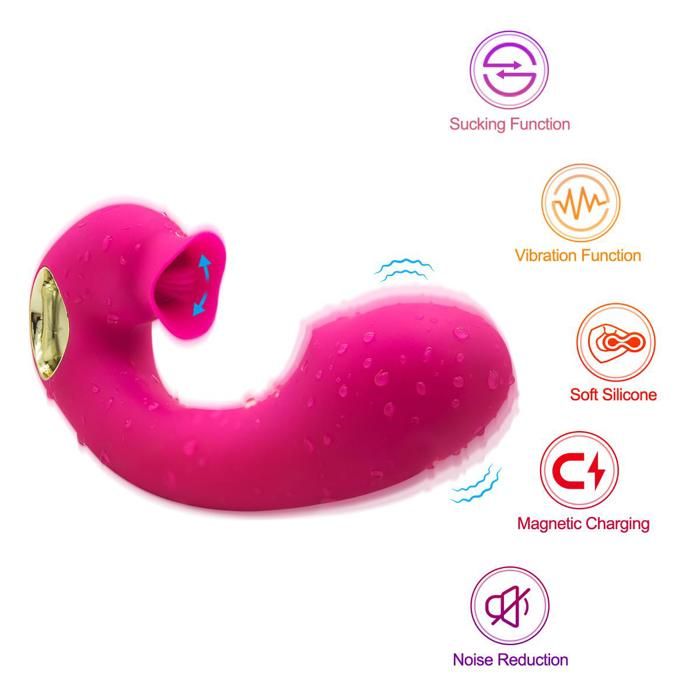 Sucking Function
Vibration Function
Soft Silicone
Magnetic Charging
Noise Reduction